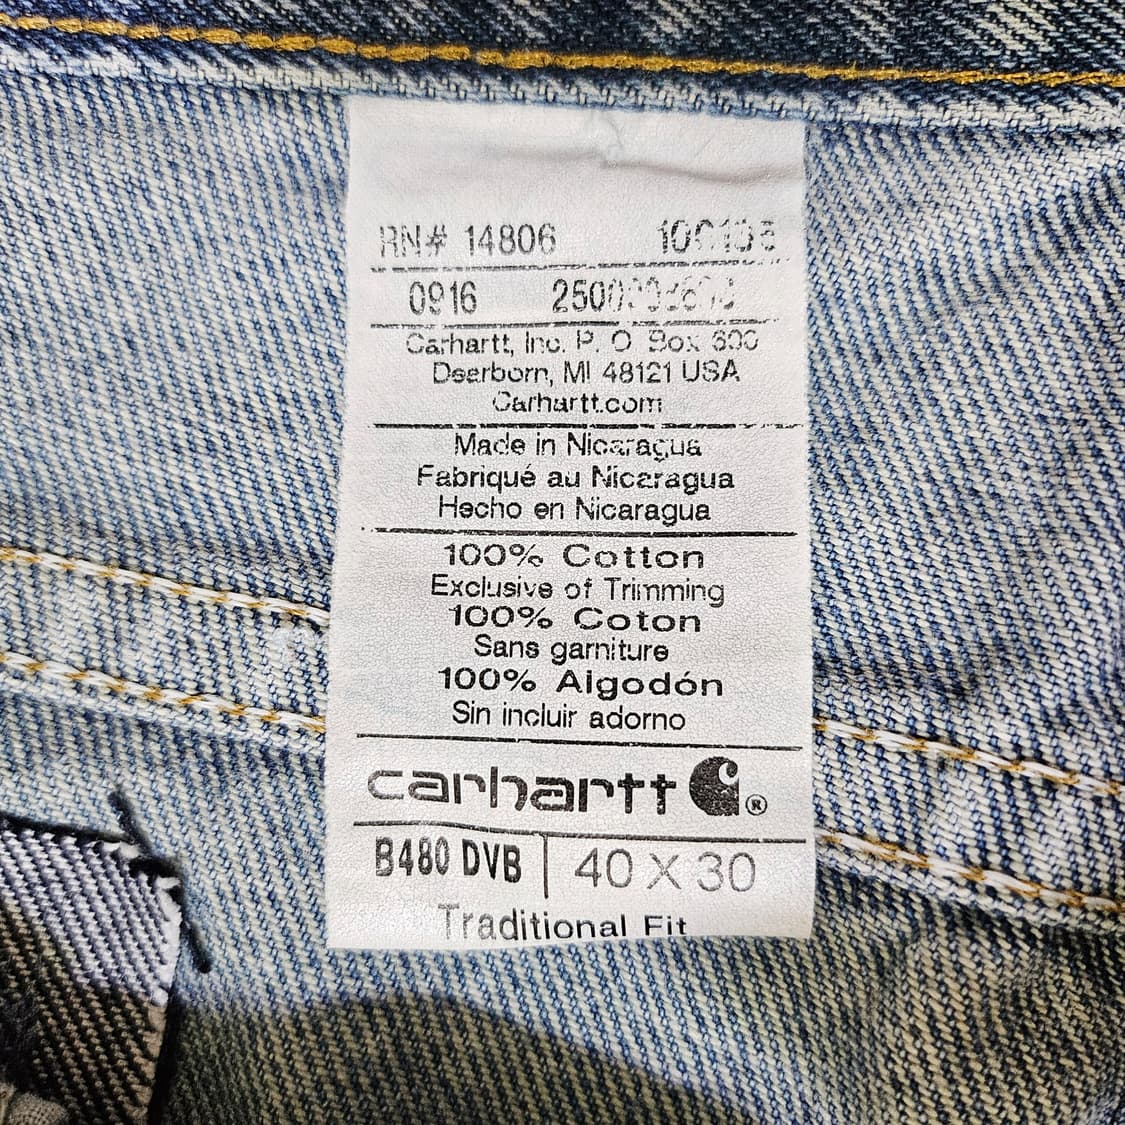 RN# 14806
0916
Carhartt, Inc. P. O Box 600
Dearborn, MI 48121 USA
Carhartt.com
Made in Nicaragua
Fabriqué au Nicaragua
Hecho en Nicaragua
100% Cotton
Exclusive of Trimming
100% Coton
Sans garniture
100% Algodón
Sin incluir adorno
carhartt ®
B480 DVB 40 X 30
Traditional Fit